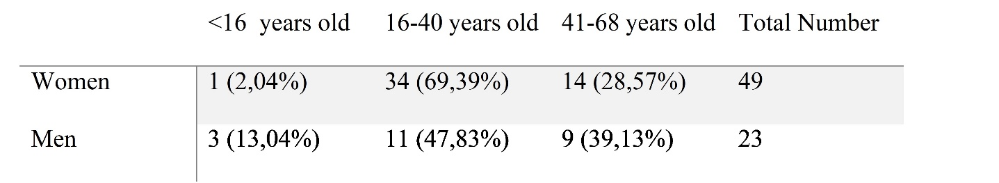 <16 years old 16-40 years old 41-68 years old Total Number
Women 1 (2,04%) 34 (69,39%) 14 (28,57%) 49
Men 3 (13,04%) 11 (47,83%) 9 (39,13%) 23